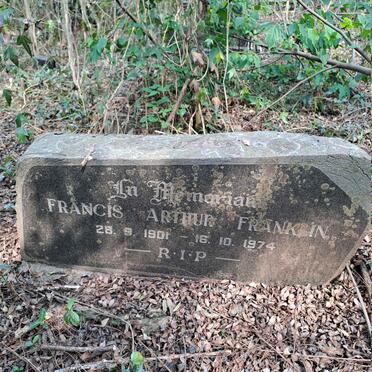 In Memoriam
FRANCIS ARTHUR FRANKLIN
28. 9. 1901 16. 10. 1974
R·I·P